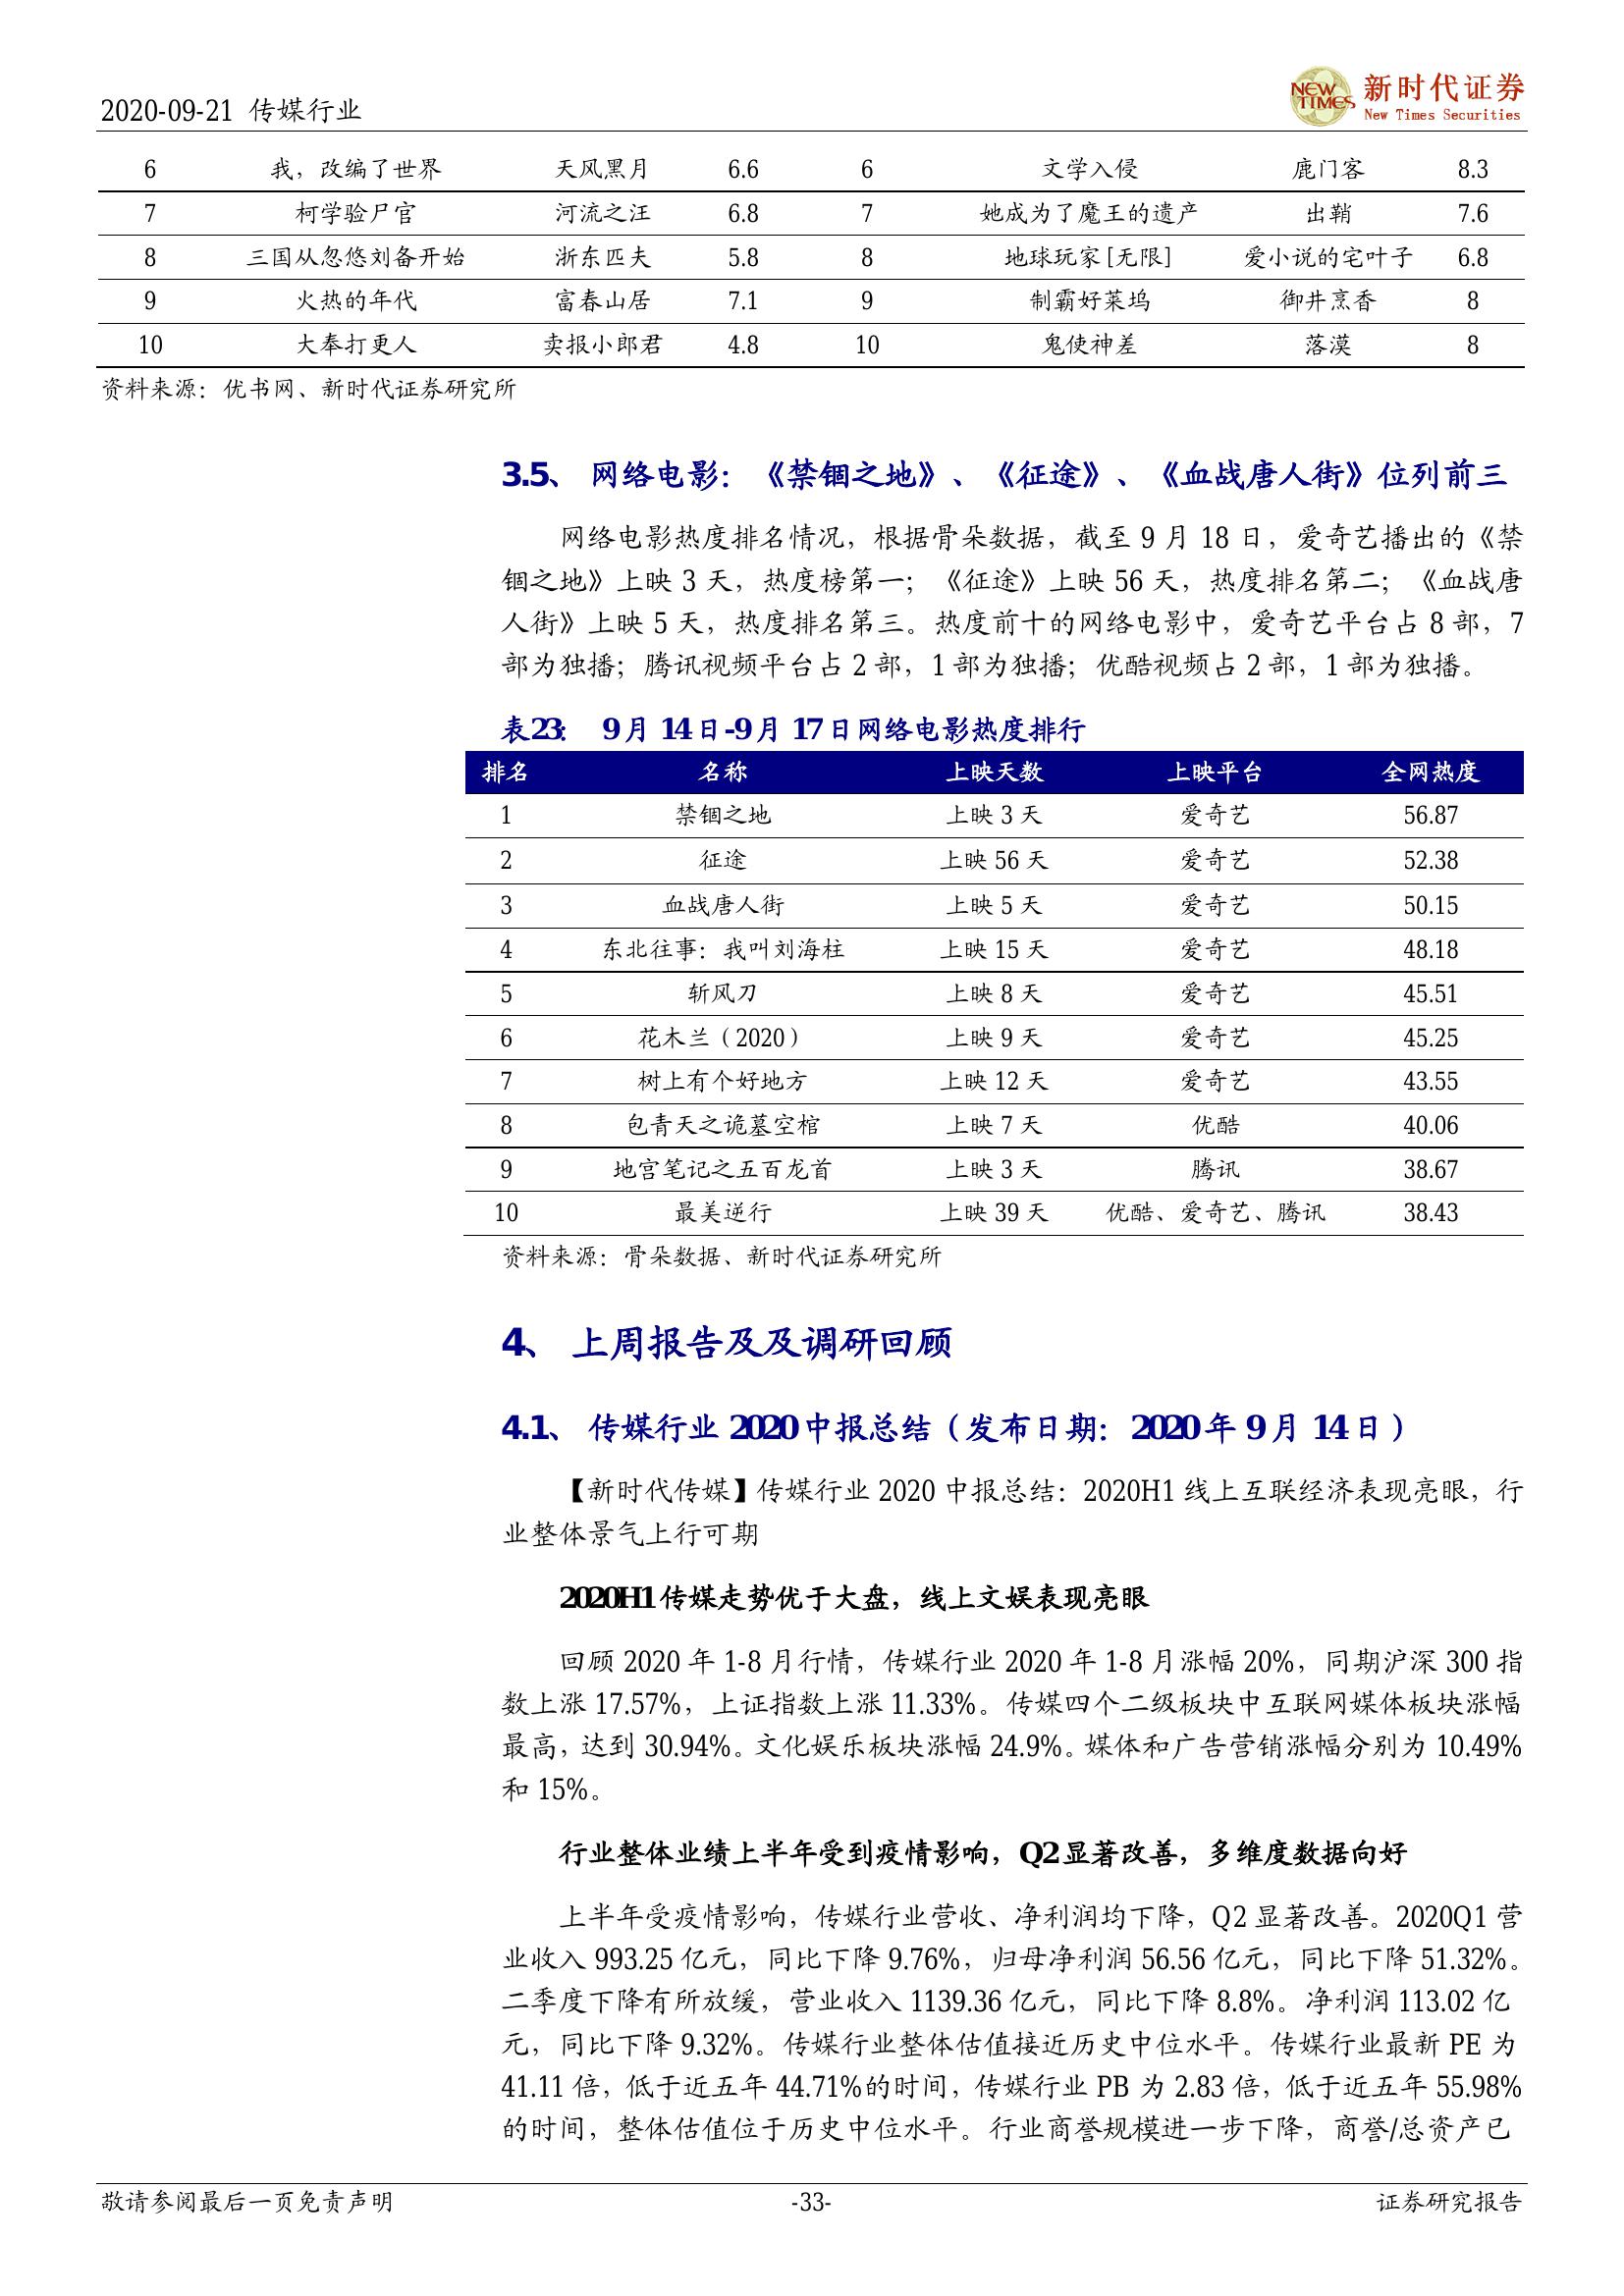 2020-09-21 传媒行业
NEW TIMES 新时代证券
New Times Securities
6 我，改编了世界 天风黑月 6.6 6 文学入侵 鹿门客 8.3
7 柯学验尸官 河流之汪 6.8 7 她成为了魔王的遗产 出鞘 7.6
8 三国从忽悠刘备开始 浙东匹夫 5.8 8 地球玩家[无限] 爱小说的宅叶子 6.8
9 火热的年代 富春山居 7.1 9 制霸好莱坞 御井烹香 8
10 大奉打更人 卖报小郎君 4.8 10 鬼使神差 落漠 8
资料来源：优书网、新时代证券研究所
3.5、 网络电影：《禁锢之地》、《征途》、《血战唐人街》位列前三
网络电影热度排名情况，根据骨朵数据，截至 9 月 18 日，爱奇艺播出的《禁
锢之地》上映 3 天，热度榜第一；《征途》上映 56 天，热度排名第二；《血战唐
人街》上映 5 天，热度排名第三。热度前十的网络电影中，爱奇艺平台占 8 部，7
部为独播；腾讯视频平台占 2 部，1 部为独播；优酷视频占 2 部，1 部为独播。
表23： 9 月 14 日-9 月 17 日网络电影热度排行
排名 名称 上映天数 上映平台 全网热度
1 禁锢之地 上映 3 天 爱奇艺 56.87
2 征途 上映 56 天 爱奇艺 52.38
3 血战唐人街 上映 5 天 爱奇艺 50.15
4 东北往事：我叫刘海柱 上映 15 天 爱奇艺 48.18
5 斩风刀 上映 8 天 爱奇艺 45.51
6 花木兰（2020） 上映 9 天 爱奇艺 45.25
7 树上有个好地方 上映 12 天 爱奇艺 43.55
8 包青天之诡墓空棺 上映 7 天 优酷 40.06
9 地宫笔记之五百龙首 上映 3 天 腾讯 38.67
10 最美逆行 上映 39 天 优酷、爱奇艺、腾讯 38.43
资料来源：骨朵数据、新时代证券研究所
4、 上周报告及及调研回顾
4.1、 传媒行业 2020 中报总结（发布日期：2020 年 9 月 14 日）
【新时代传媒】传媒行业 2020 中报总结：2020H1 线上互联经济表现亮眼，行
业整体景气上行可期
2020H1 传媒走势优于大盘，线上文娱表现亮眼
回顾 2020 年 1-8 月行情，传媒行业 2020 年 1-8 月涨幅 20%，同期沪深 300 指
数上涨 17.57%，上证指数上涨 11.33%。传媒四个二级板块中互联网媒体板块涨幅
最高，达到 30.94%。文化娱乐板块涨幅 24.9%。媒体和广告营销涨幅分别为 10.49%
和 15%。
行业整体业绩上半年受到疫情影响，Q2 显著改善，多维度数据向好
上半年受疫情影响，传媒行业营收、净利润均下降，Q2 显著改善。2020Q1 营
业收入 993.25 亿元，同比下降 9.76%，归母净利润 56.56 亿元，同比下降 51.32%。
二季度下降有所放缓，营业收入 1139.36 亿元，同比下降 8.8%。净利润 113.02 亿
元，同比下降 9.32%。传媒行业整体估值接近历史中位水平。传媒行业最新 PE 为
41.11 倍，低于近五年 44.71%的时间，传媒行业 PB 为 2.83 倍，低于近五年 55.98%
的时间，整体估值位于历史中位水平。行业商誉规模进一步下降，商誉/总资产已
敬请参阅最后一页免责声明 -33- 证券研究报告